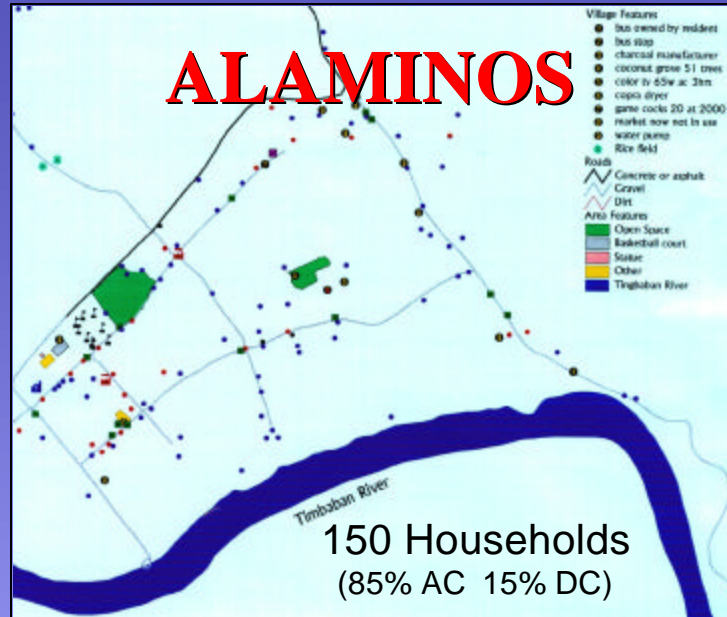 ALAMINOS
Village Features
bus owned by resident
bus stop
charcoal manufacturer
coconut grove 51 trees
color tv 65w ac 3hrs
copra dryer
game cocks 20 at 2000
market now not in use
water pump
Rice field
Roads
Concrete or asphalt
Gravel
Dirt
Area Features
Open Space
Basketball court
Statue
Other
Tingbaban River
Timbaban River
150 Households
(85% AC 15% DC)